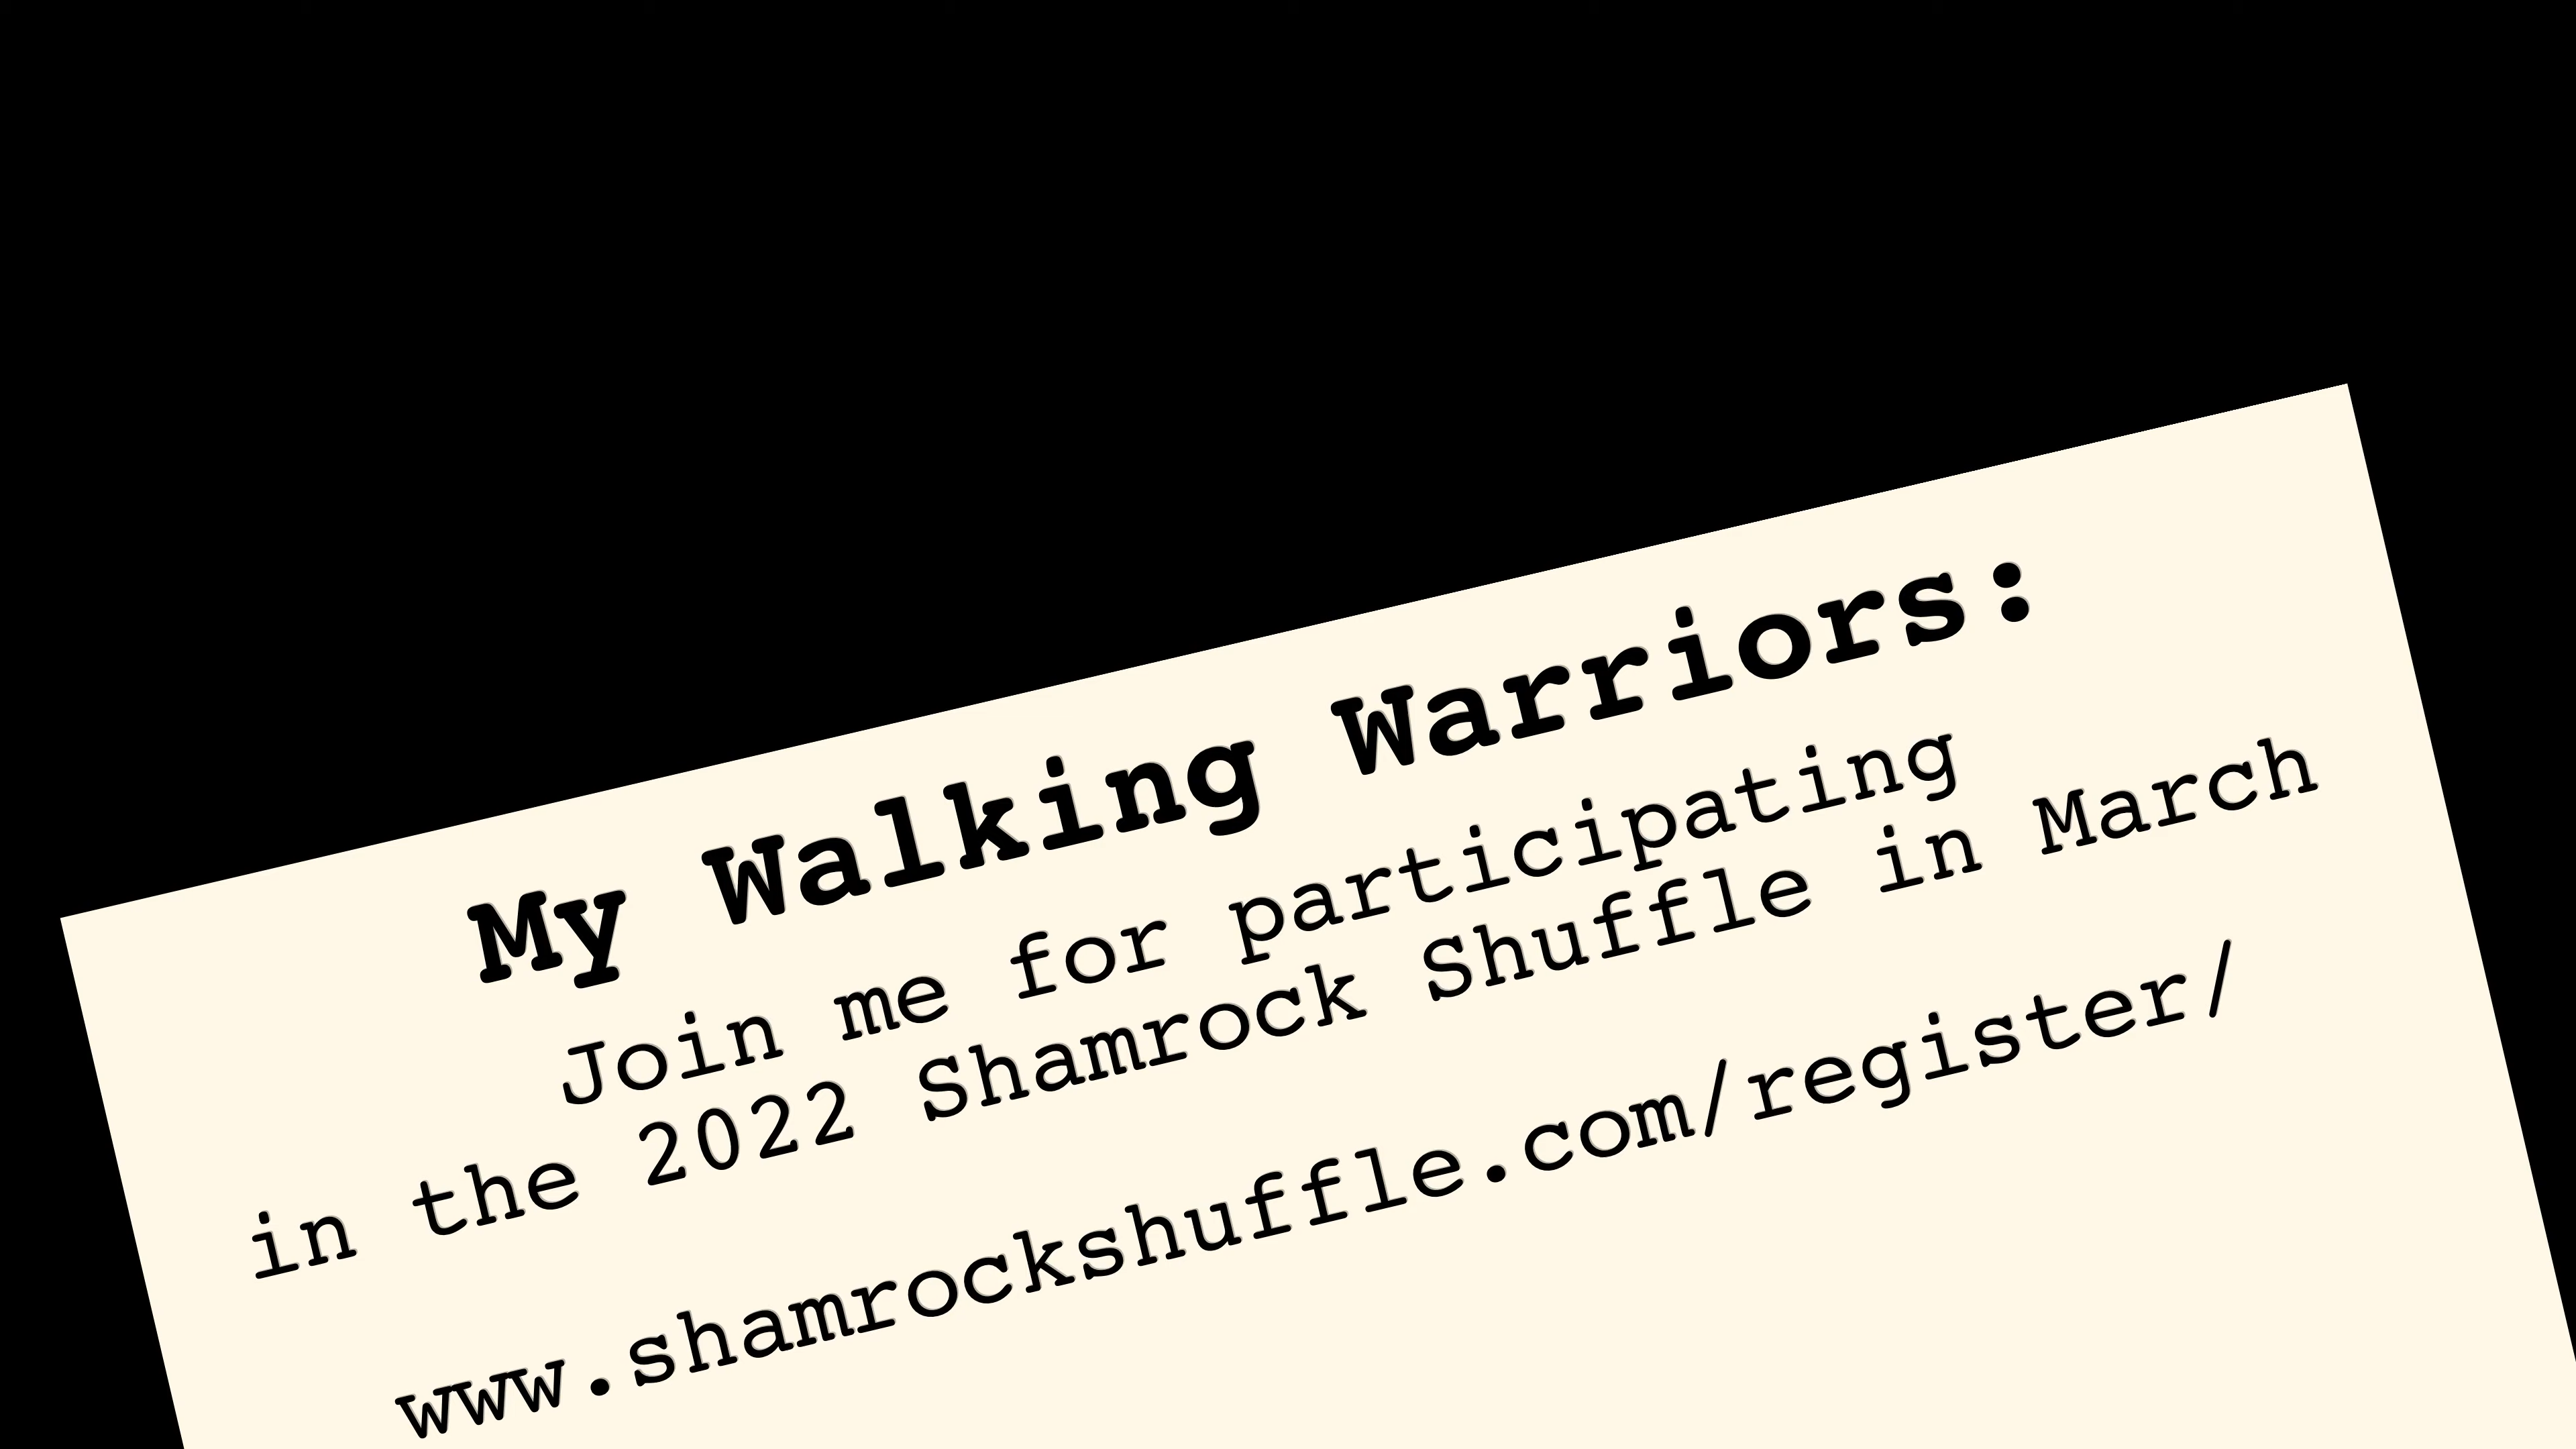 My Walking Warriors:
Join me for participating
in the 2022 Shamrock Shuffle in March
www.shamrockshuffle.com/register/